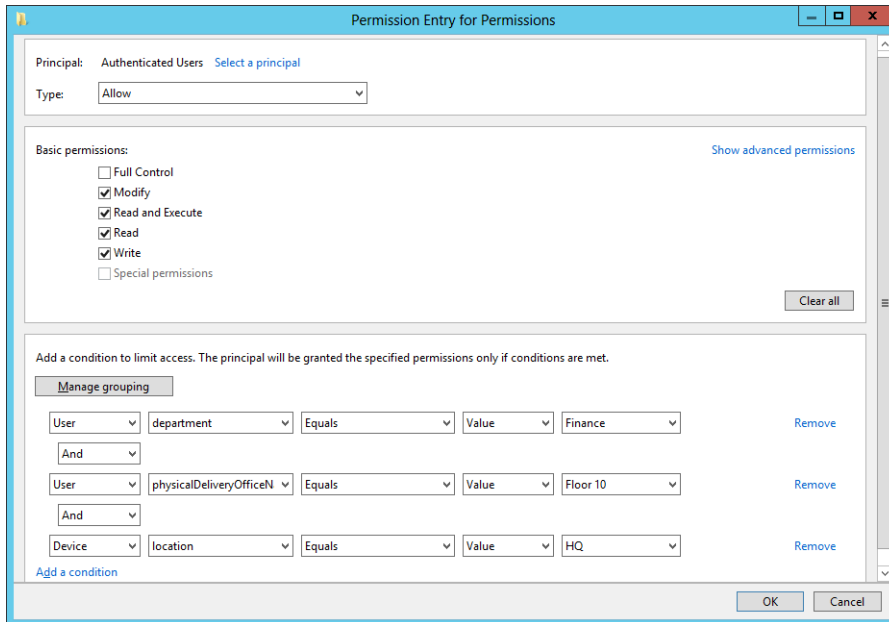 Permission Entry for Permissions
Principal: Authenticated Users Select a principal
Type: Allow
Basic permissions: Show advanced permissions
Full Control
Modify
Read and Execute
Read
Write
Special permissions
Clear all
Add a condition to limit access. The principal will be granted the specified permissions only if conditions are met.
Manage grouping
User department Equals Value Finance Remove
And
User physicalDeliveryOfficeN Equals Value Floor 10 Remove
And
Device location Equals Value HQ Remove
Add a condition
OK Cancel